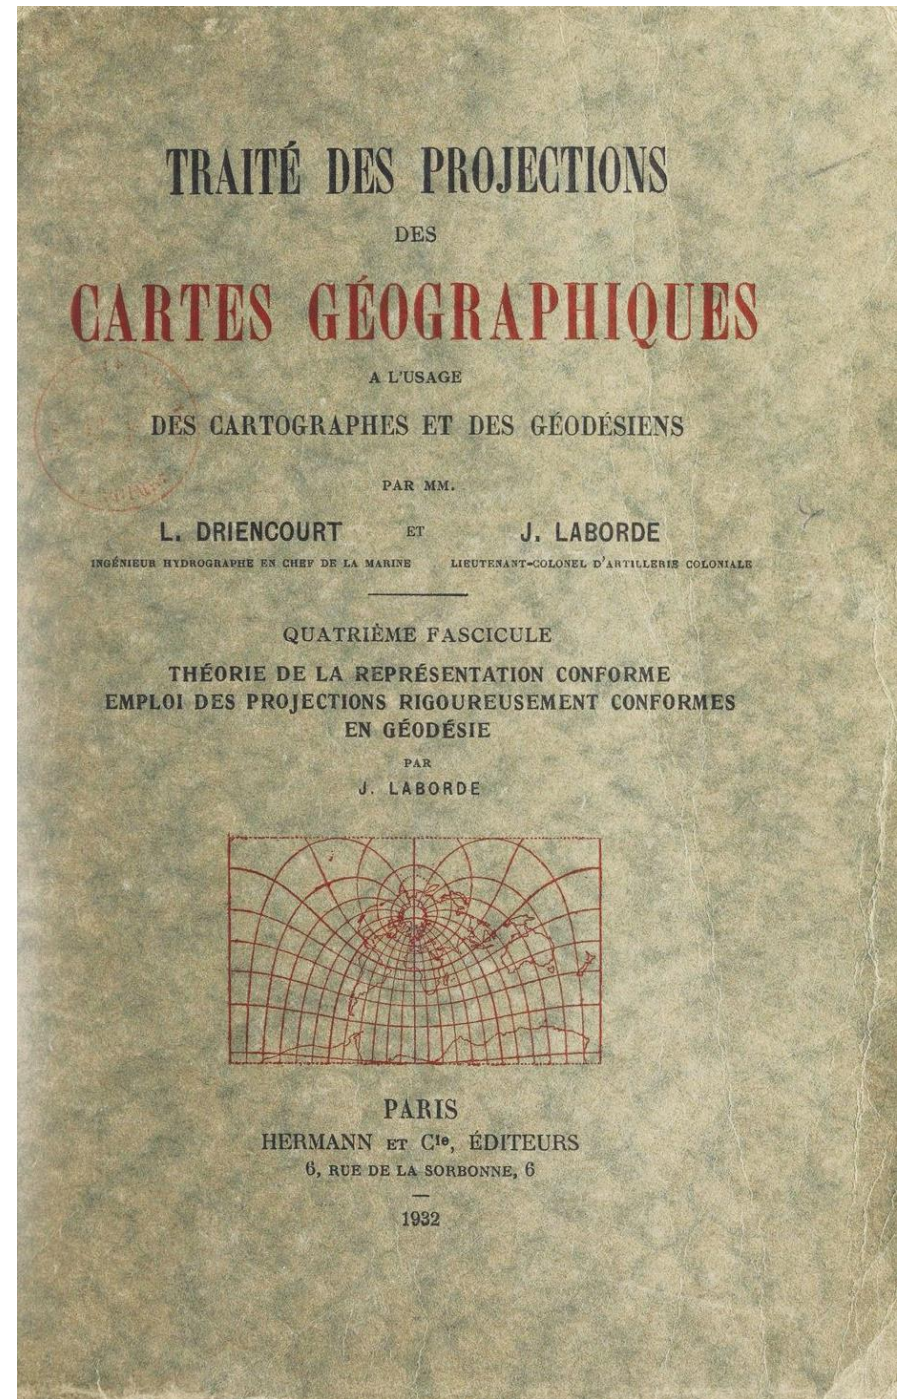 TRAITÉ DES PROJECTIONS
DES
CARTES GÉOGRAPHIQUES
A L'USAGE
DES CARTOGRAPHES ET DES GÉODÉSIENS
PAR MM.
L. DRIENCOURT ET J. LABORDE
INGÉNIEUR HYDROGRAPHE EN CHEF DE LA MARINE LIEUTENANT-COLONEL D'ARTILLERIE COLONIALE
QUATRIÈME FASCICULE
THÉORIE DE LA REPRÉSENTATION CONFORME
EMPLOI DES PROJECTIONS RIGOUREUSEMENT CONFORMES
EN GÉODÉSIE
PAR
J. LABORDE
PARIS
HERMANN ET Cie, ÉDITEURS
6, RUE DE LA SORBONNE, 6
1932